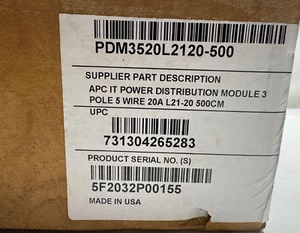 PDM3520L2120-500
SUPPLIER PART DESCRIPTION
APC IT POWER DISTRIBUTION MODULE 3
POLE 5 WIRE 20A L21-20 500CM
UPC
731304265283
PRODUCT SERIAL NO. (S)
5F2032P00155
MADE IN USA